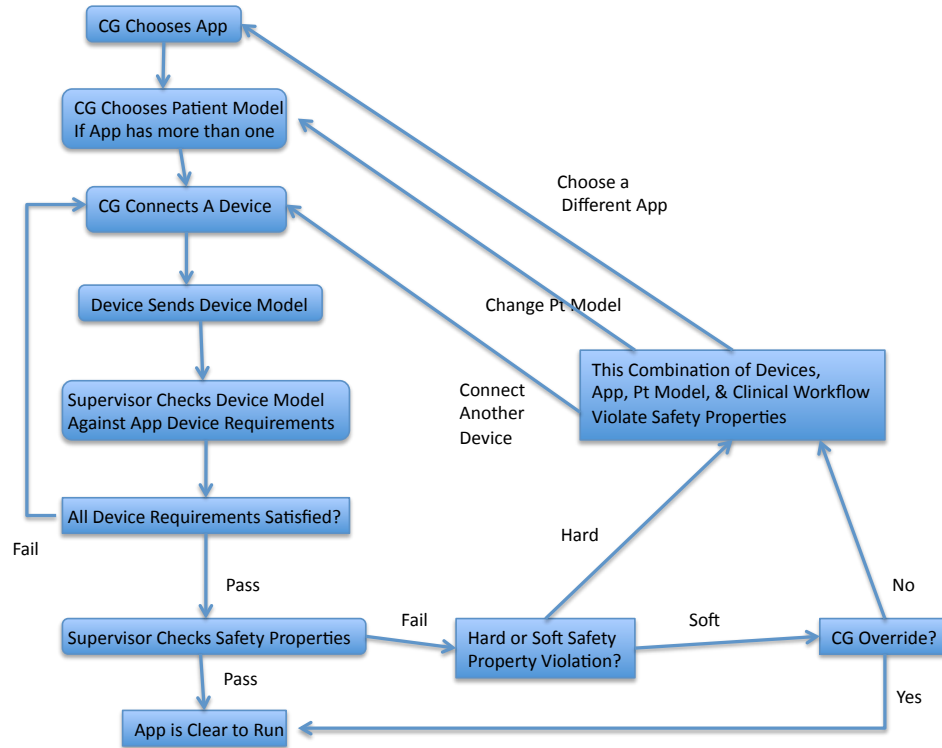 CG Chooses App
CG Chooses Patient Model
If App has more than one
CG Connects A Device
Choose a
Different App
Device Sends Device Model
Change Pt Model
Supervisor Checks Device Model
Against App Device Requirements
Connect
Another
Device
This Combination of Devices,
App, Pt Model, & Clinical Workflow
Violate Safety Properties
All Device Requirements Satisfied?
Fail
Hard
Pass
No
Supervisor Checks Safety Properties
Fail
Hard or Soft Safety
Property Violation?
Soft
CG Override?
Pass
Yes
App is Clear to Run